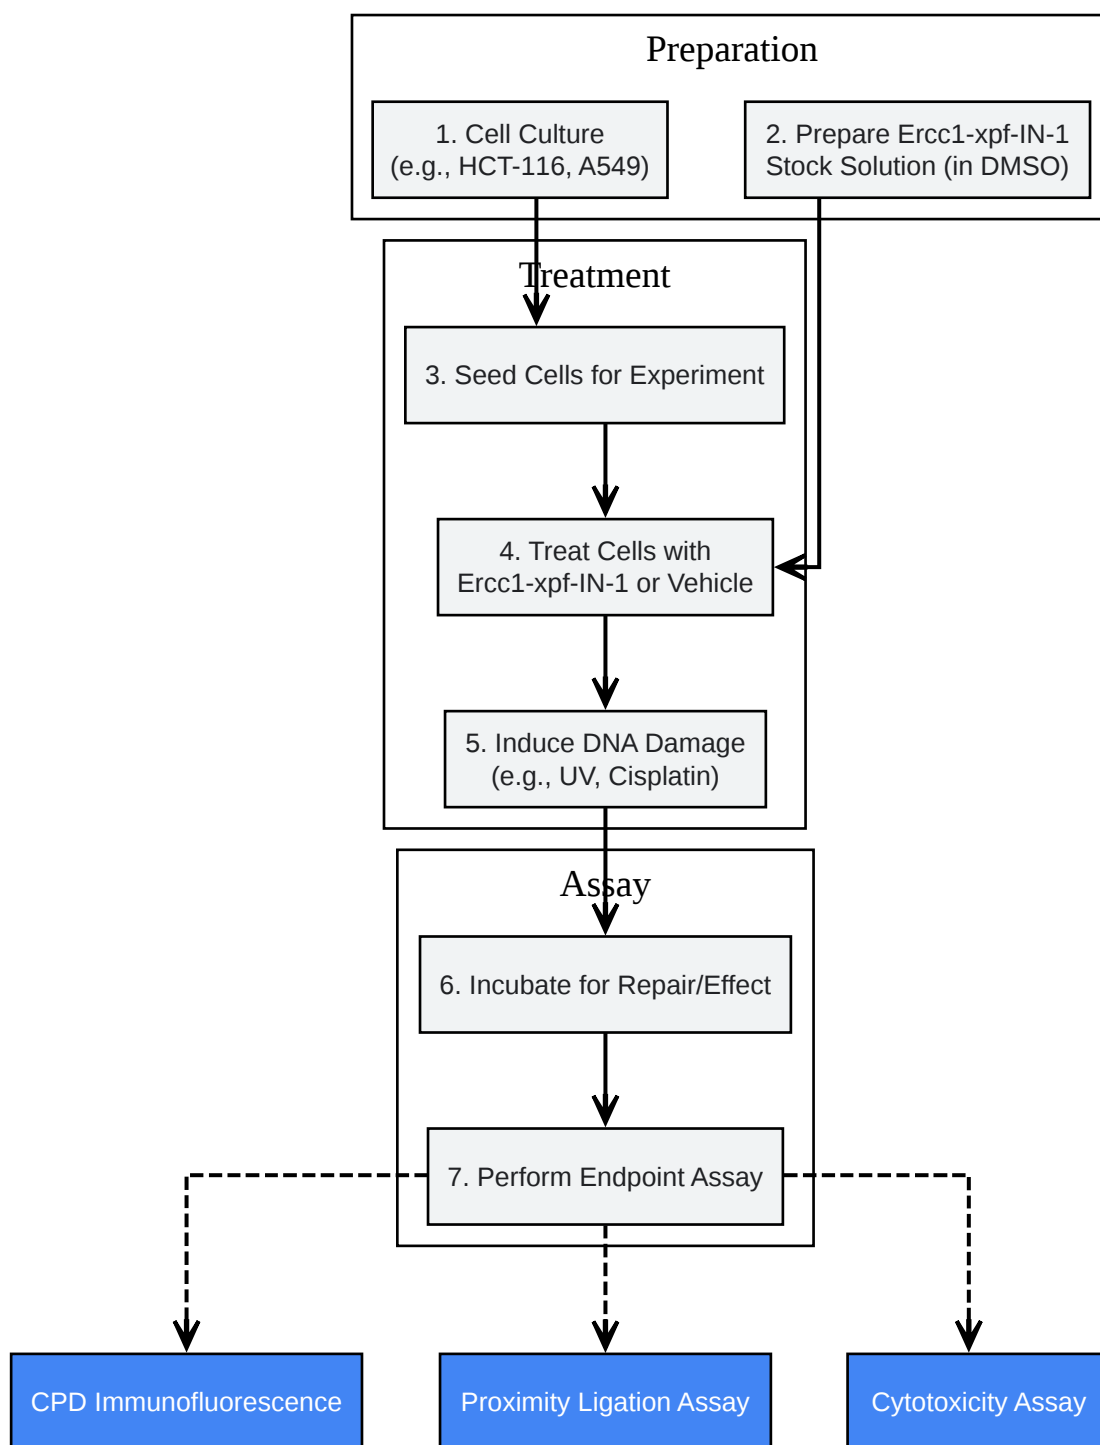 Preparation
1. Cell Culture
(e.g., HCT-116, A549)
2. Prepare Ercc1-xpf-IN-1
Stock Solution (in DMSO)
Treatment
3. Seed Cells for Experiment
4. Treat Cells with
Ercc1-xpf-IN-1 or Vehicle
5. Induce DNA Damage
(e.g., UV, Cisplatin)
Assay
6. Incubate for Repair/Effect
7. Perform Endpoint Assay
CPD Immunofluorescence
Proximity Ligation Assay
Cytotoxicity Assay